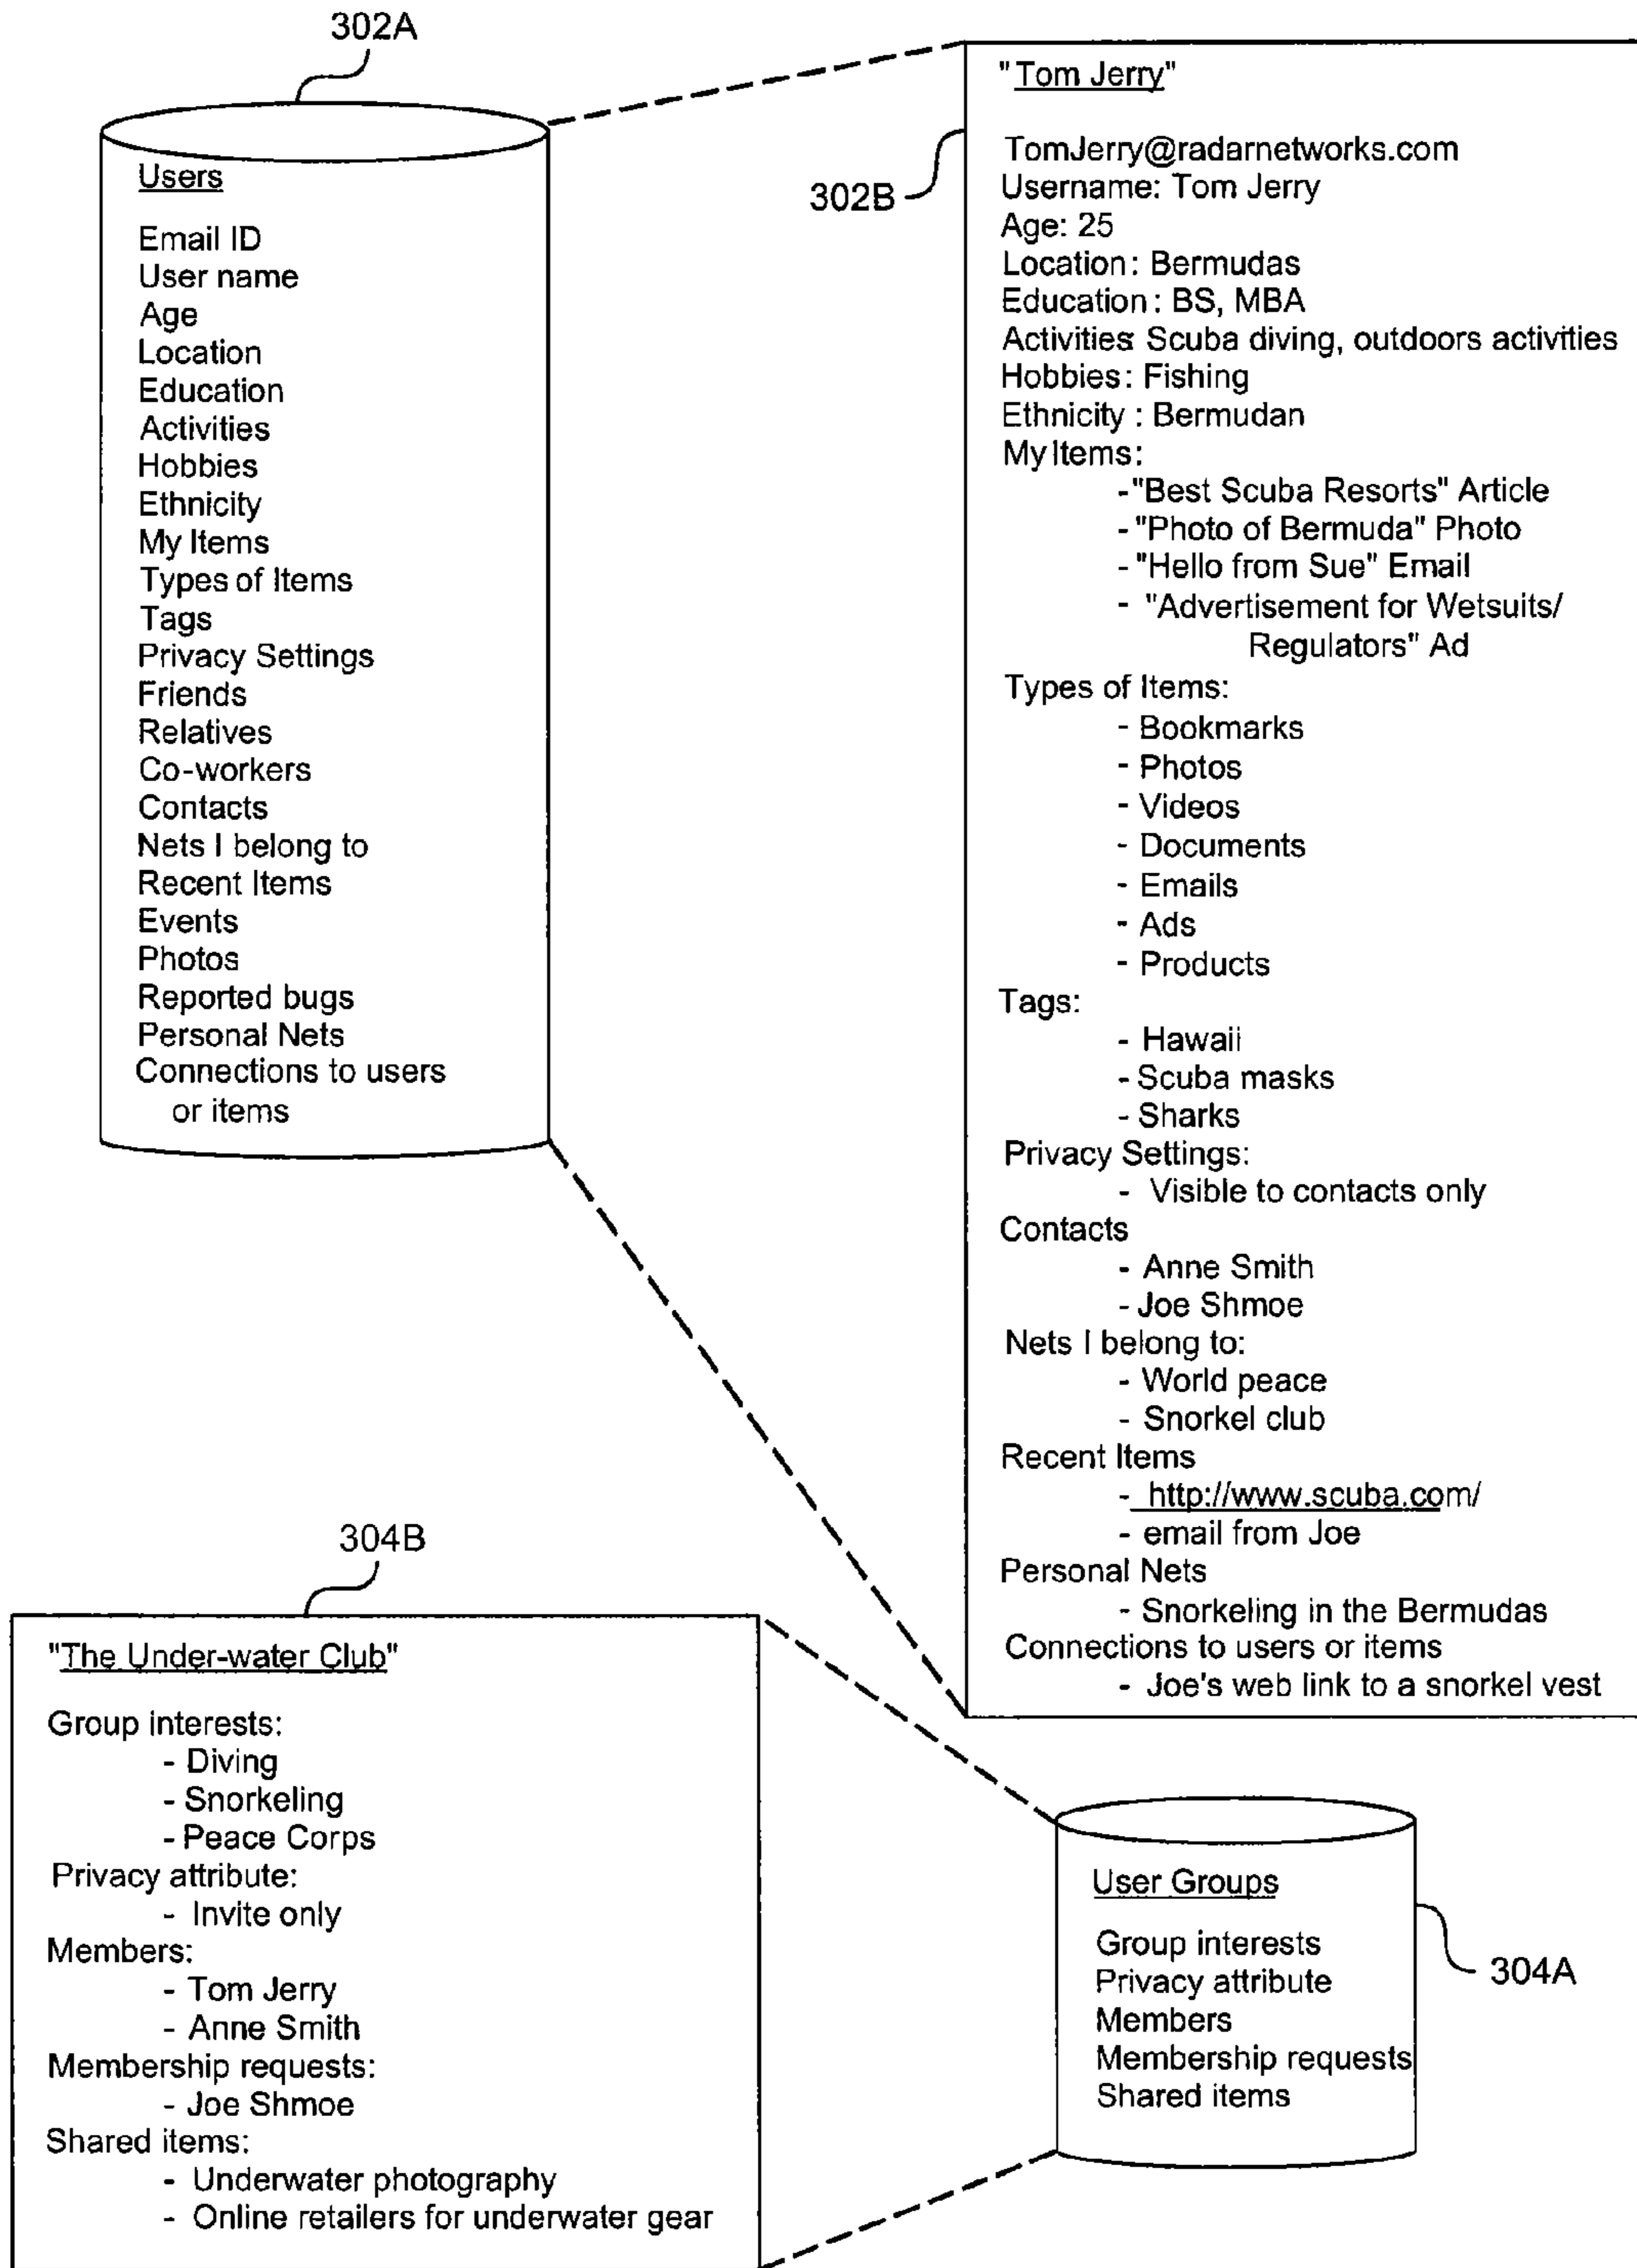 302A
Users
Email ID
User name
Age
Location
Education
Activities
Hobbies
Ethnicity
My Items
Types of Items
Tags
Privacy Settings
Friends
Relatives
Co-workers
Contacts
Nets I belong to
Recent Items
Events
Photos
Reported bugs
Personal Nets
Connections to users
or items
302B
"Tom Jerry"
TomJerry@radarnetworks.com
Username: Tom Jerry
Age: 25
Location: Bermudas
Education: BS, MBA
Activities: Scuba diving, outdoors activities
Hobbies: Fishing
Ethnicity : Bermudan
My Items:
- "Best Scuba Resorts" Article
- "Photo of Bermuda" Photo
- "Hello from Sue" Email
- "Advertisement for Wetsuits/
Regulators" Ad
Types of Items:
- Bookmarks
- Photos
- Videos
- Documents
- Emails
- Ads
- Products
Tags:
- Hawaii
- Scuba masks
- Sharks
Privacy Settings:
- Visible to contacts only
Contacts
- Anne Smith
- Joe Shmoe
Nets I belong to:
- World peace
- Snorkel club
Recent Items
- http://www.scuba.com/
- email from Joe
Personal Nets
- Snorkeling in the Bermudas
Connections to users or items
- Joe's web link to a snorkel vest
304B
"The Under-water Club"
Group interests:
- Diving
- Snorkeling
- Peace Corps
Privacy attribute:
- Invite only
Members:
- Tom Jerry
- Anne Smith
Membership requests:
- Joe Shmoe
Shared items:
- Underwater photography
- Online retailers for underwater gear
User Groups
Group interests
Privacy attribute
Members
Membership requests
Shared items
304A